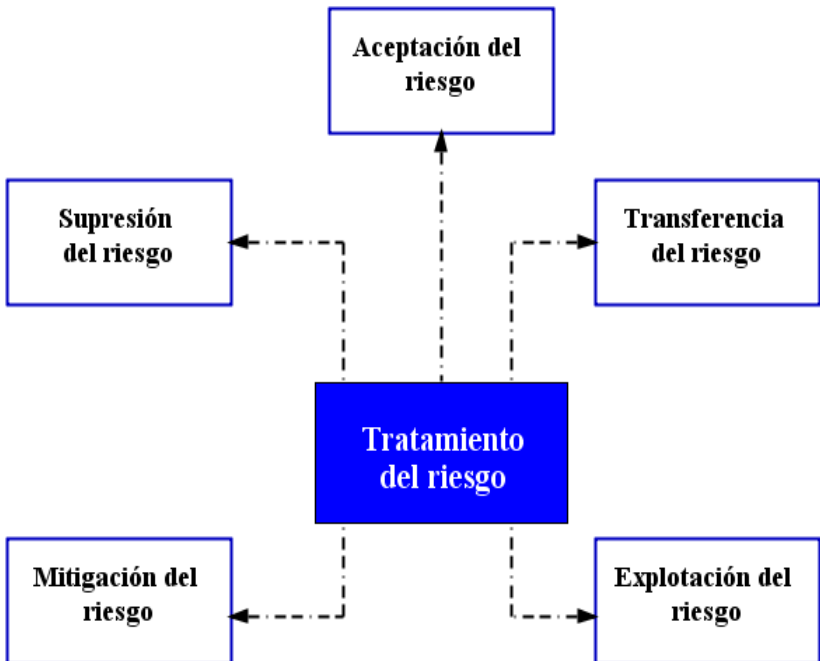 Aceptación del
riesgo
Supresión
del riesgo
Transferencia
del riesgo
Tratamiento
del riesgo
Mitigación del
riesgo
Explotación del
riesgo